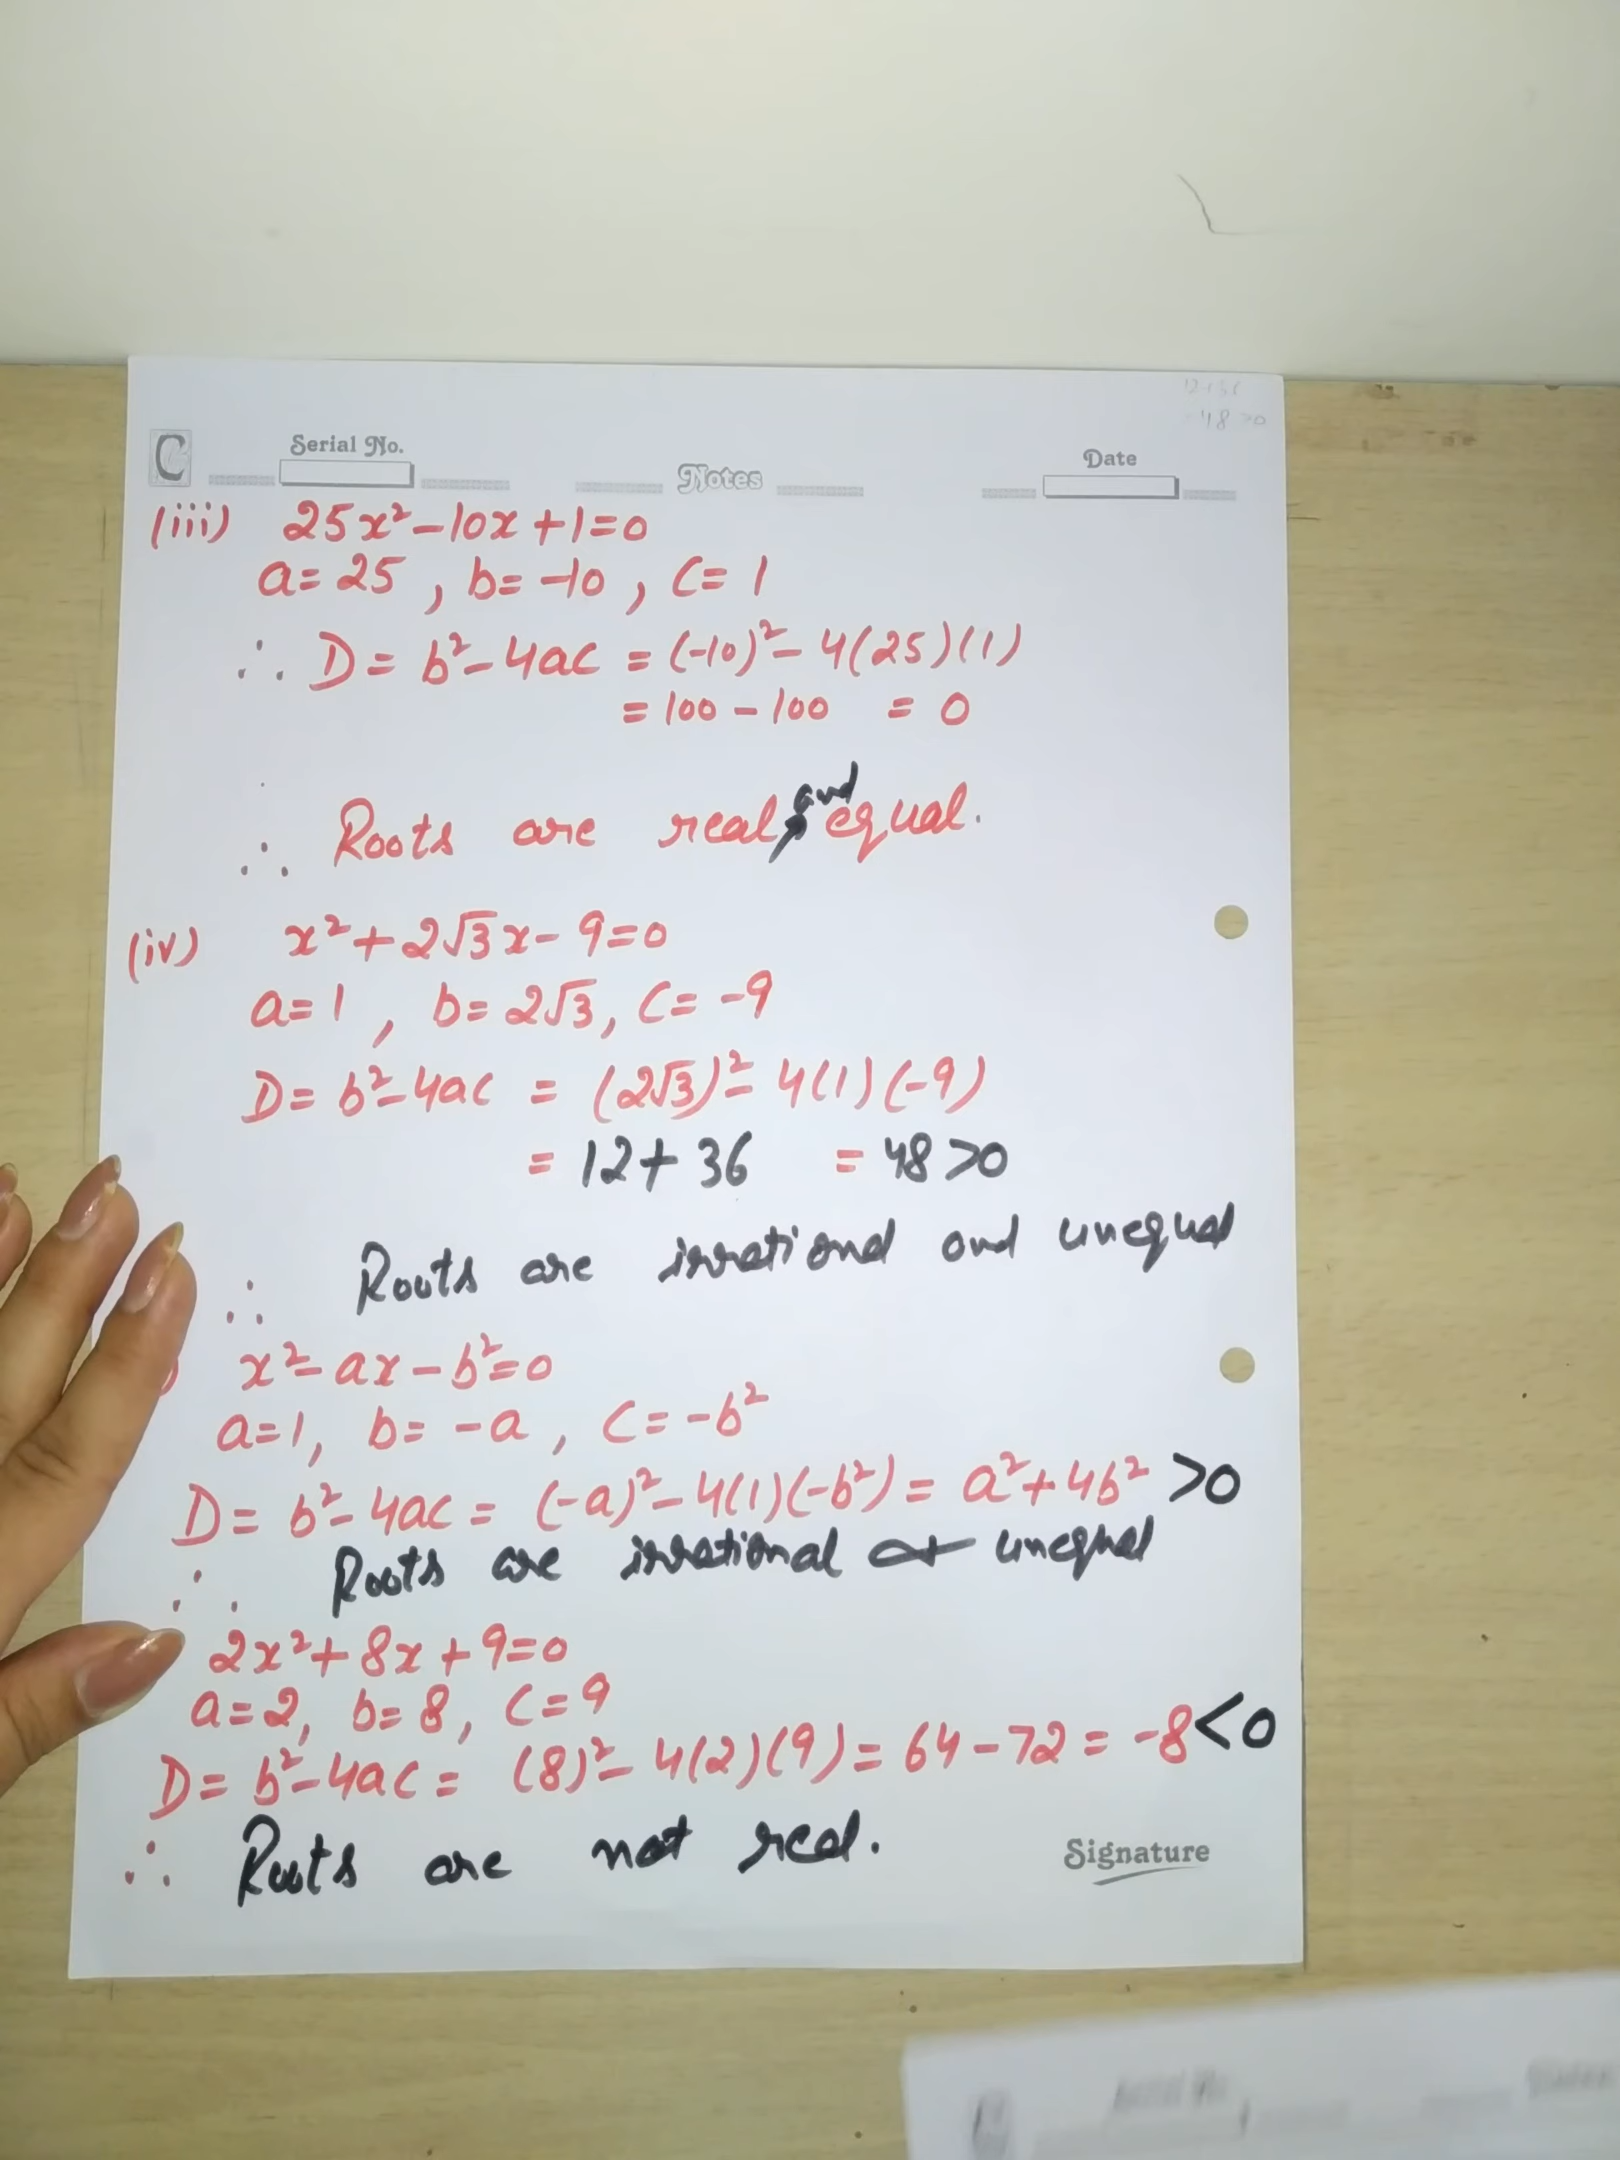 -48 >0
C
Serial No.
Notes
Date
(iii) 25x²-10x+1=0
a=25, b=-10, c=1
∴ D= b²-4ac = (-10)²-4(25)(1)
= 100-100 = 0
∴ Roots are real and equal.
(iv) x²+2√3x-9=0
a=1, b=2√3, c=-9
D= b²-4ac = (2√3)²-4(1)(-9)
= 12+36 = 48>0
∴ Roots are irrational and unequal
) x²-ax-b²=0
a=1, b= -a, c= -b²
D= b²-4ac = (-a)²-4(1)(-b²) = a²+4b² >0
∴ Roots are irrational or unequal
2x²+8x+9=0
a=2, b=8, c=9
D= b²-4ac = (8)²-4(2)(9) = 64-72 = -8<0
∴ Roots are not real.
Signature